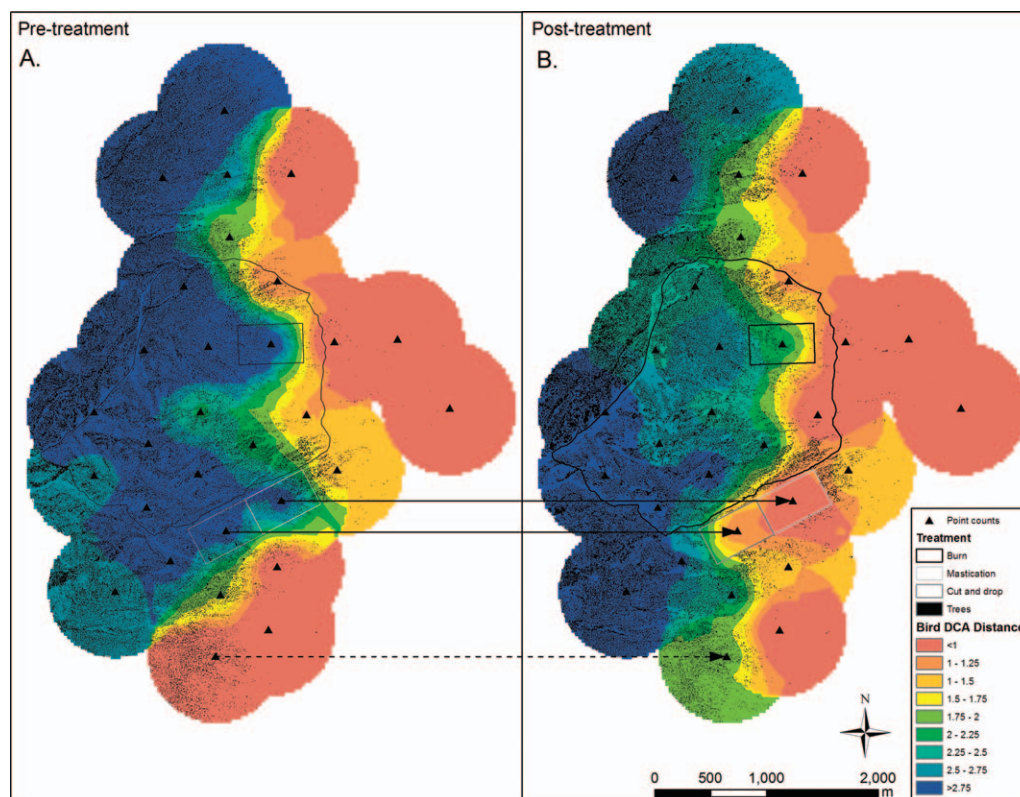 Pre-treatment
A.
Post-treatment
B.
Point counts
Treatment
Burn
Mastication
Cut and drop
Trees
Bird DCA Distance
<1
1 - 1.25
1 - 1.5
1.5 - 1.75
1.75 - 2
2 - 2.25
2.25 - 2.5
2.5 - 2.75
>2.75
N
0 500 1,000 2,000
m